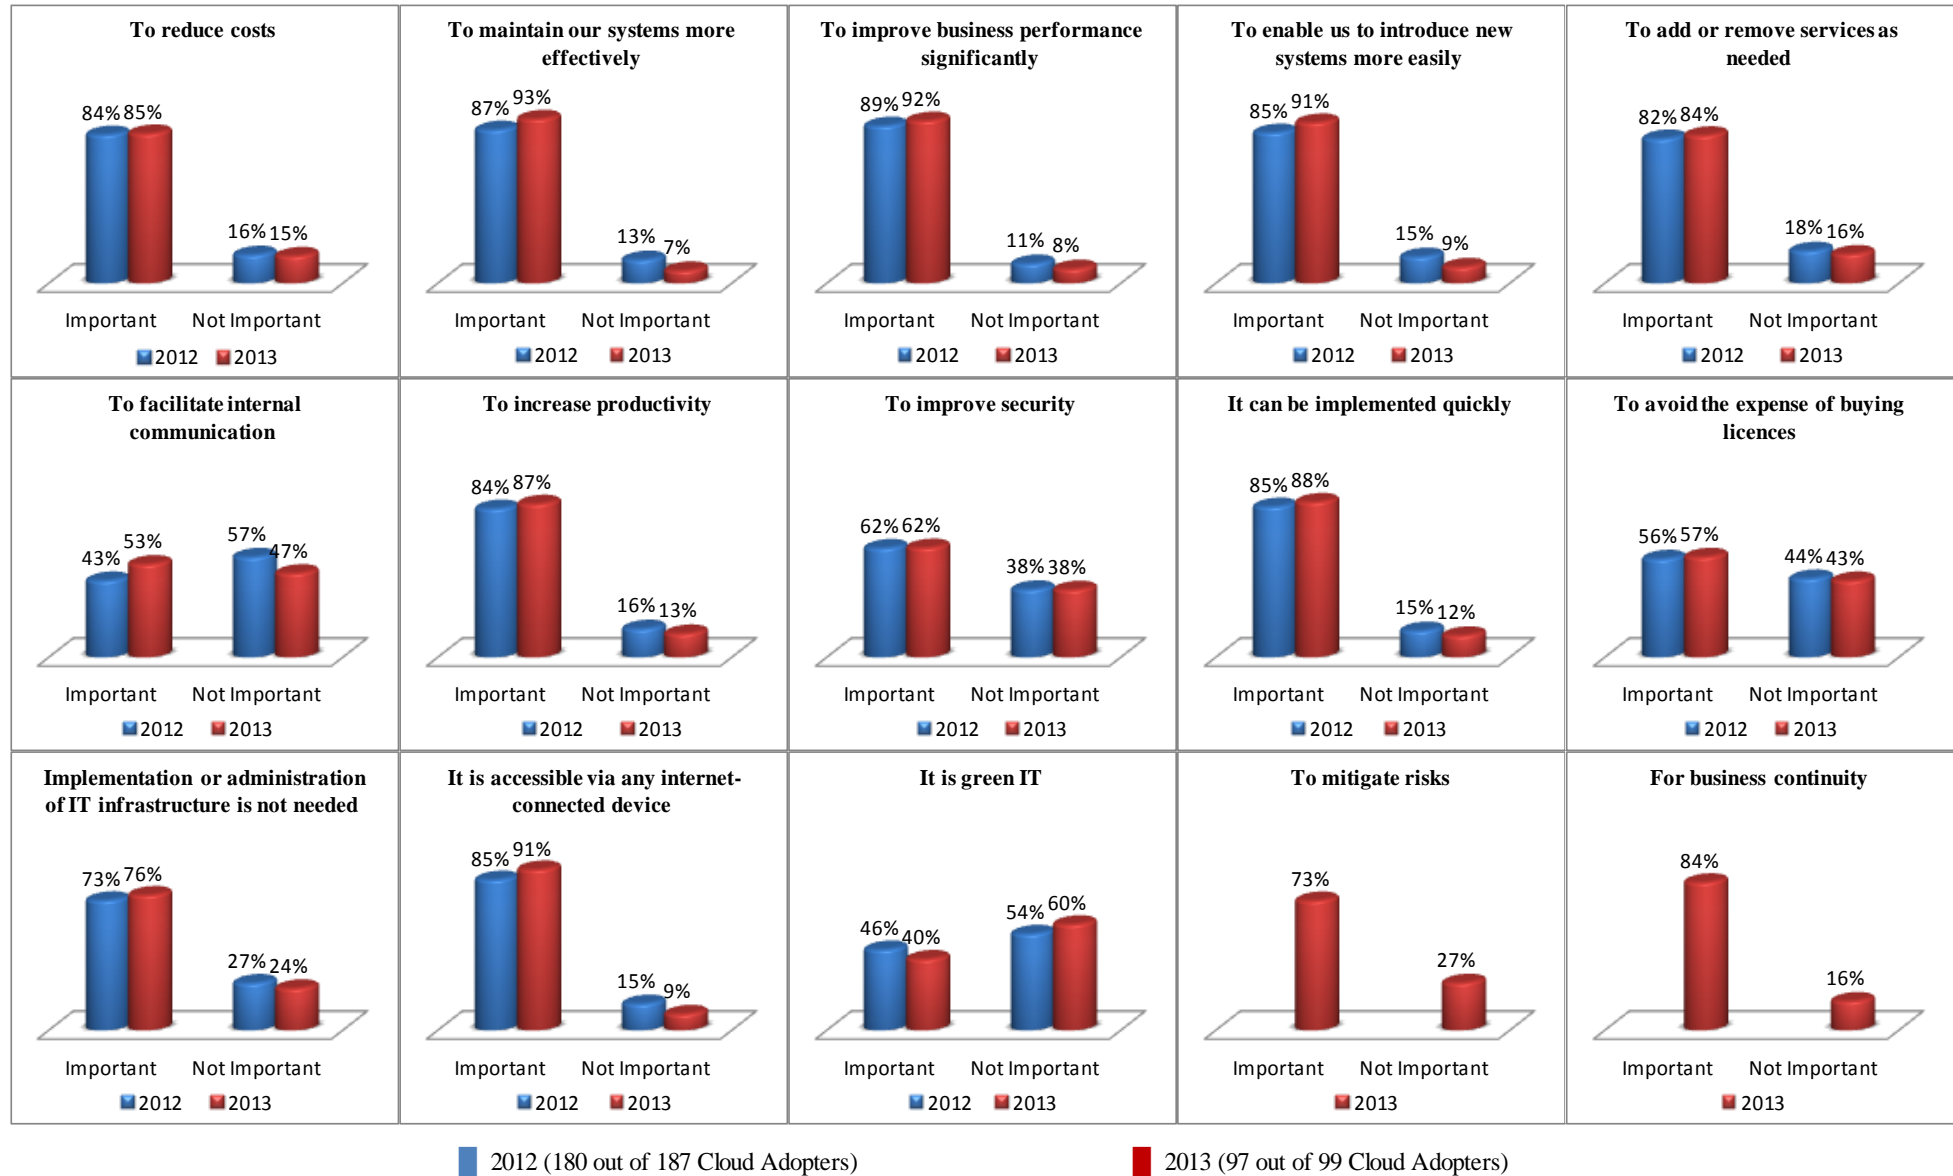 To reduce costs
84% 85%
16% 15%
Important Not Important
2012 2013
To maintain our systems more
effectively
87% 93%
13% 7%
Important Not Important
2012 2013
To improve business performance
significantly
89% 92%
11% 8%
Important Not Important
2012 2013
To enable us to introduce new
systems more easily
85% 91%
15% 9%
Important Not Important
2012 2013
To add or remove services as
needed
82% 84%
18% 16%
Important Not Important
2012 2013
To facilitate internal
communication
43% 53% 57% 47%
Important Not Important
2012 2013
To increase productivity
84% 87%
16% 13%
Important Not Important
2012 2013
To improve security
62% 62%
38% 38%
Important Not Important
2012 2013
It can be implemented quickly
85% 88%
15% 12%
Important Not Important
2012 2013
To avoid the expense of buying
licences
56% 57%
44% 43%
Important Not Important
2012 2013
Implementation or administration
of IT infrastructure is not needed
73% 76%
27% 24%
Important Not Important
2012 2013
It is accessible via any internet-
connected device
85% 91%
15% 9%
Important Not Important
2012 2013
It is green IT
46% 40%
54% 60%
Important Not Important
2012 2013
To mitigate risks
73%
27%
Important Not Important
2013
For business continuity
84%
16%
Important Not Important
2013
2012 (180 out of 187 Cloud Adopters) 2013 (97 out of 99 Cloud Adopters)